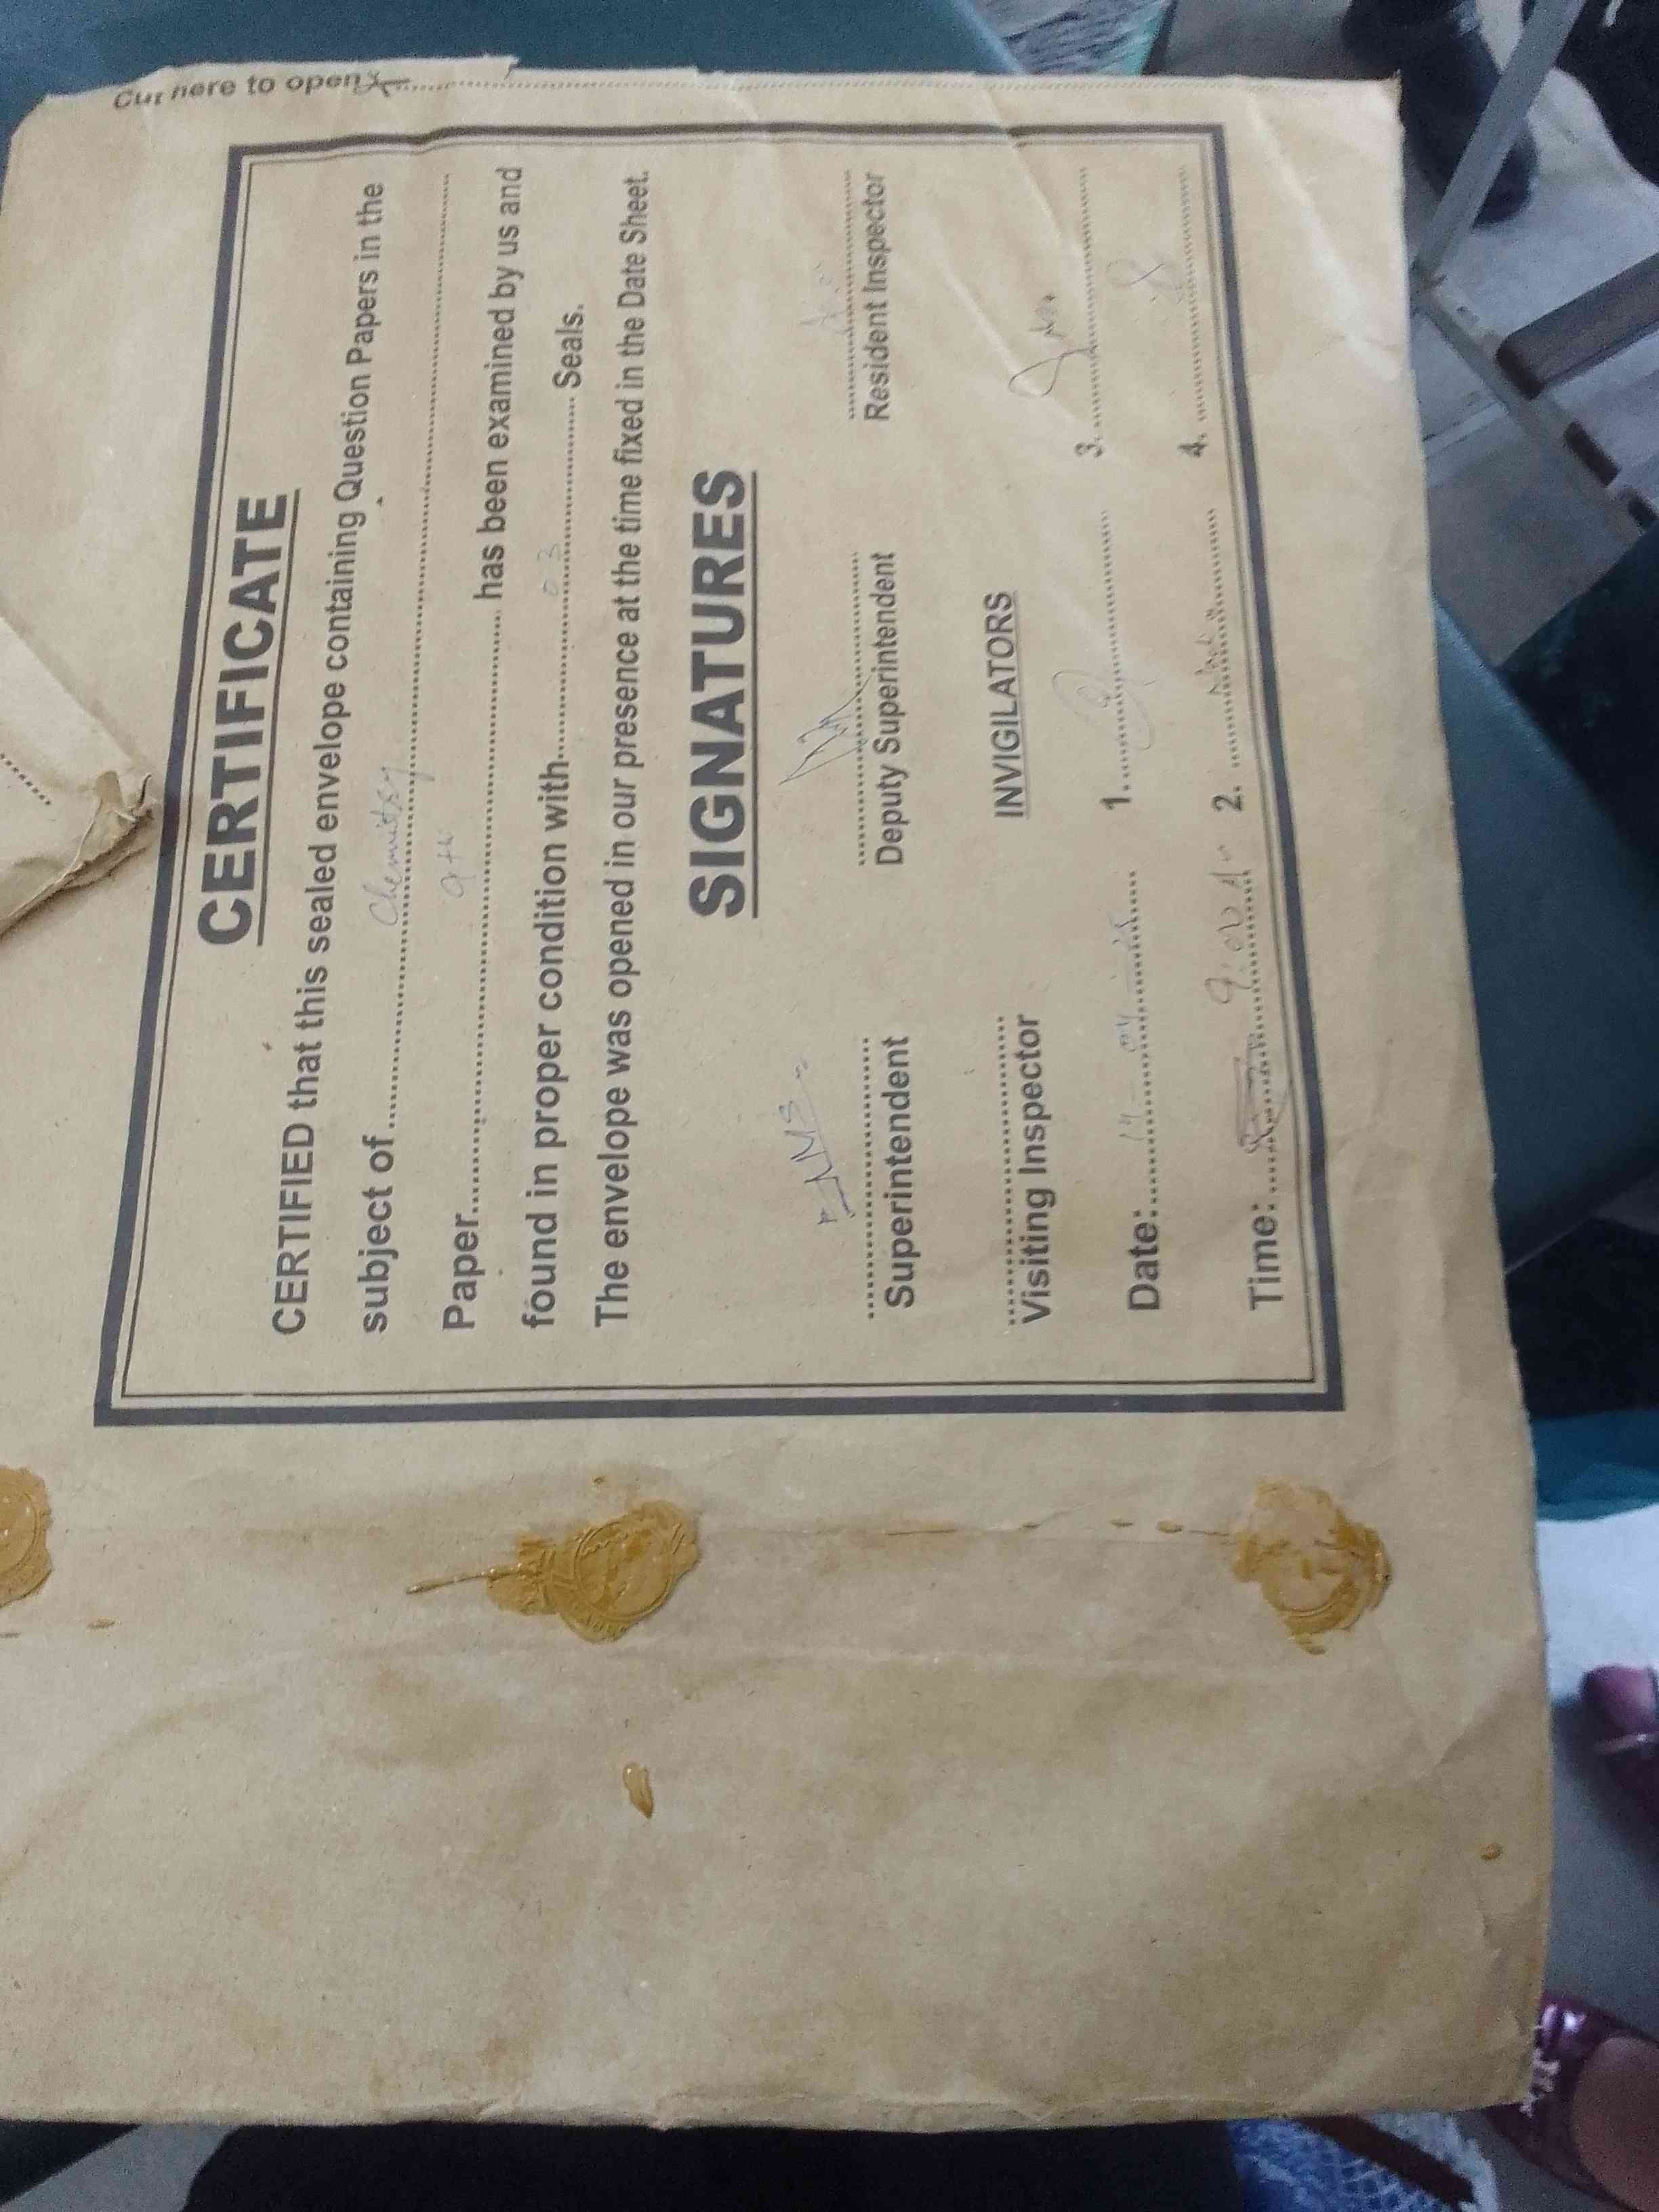 Cut here to open
CERTIFICATE
CERTIFIED that this sealed envelope containing Question Papers in the
subject of........Chemistry........
Paper........9th........ has been examined by us and
found in proper condition with........03........ Seals.
The envelope was opened in our presence at the time fixed in the Date Sheet.
SIGNATURES
Superintendent Deputy Superintendent Resident Inspector
INVIGILATORS
Visiting Inspector
1. 3.
Date:
2. 4.
Time: 9:00